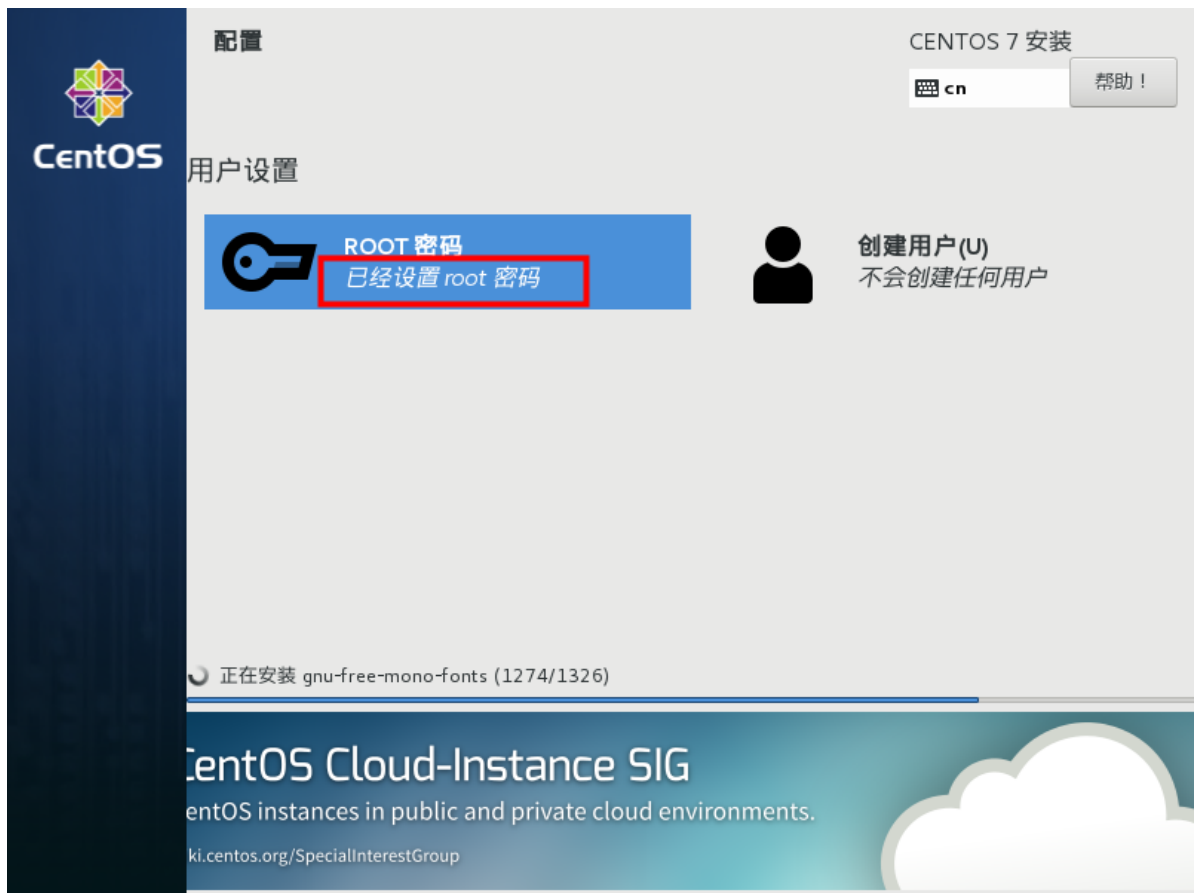 配置
CENTOS 7 安装
cn
帮助！
CentOS
用户设置
ROOT 密码
已经设置 root 密码
创建用户(U)
不会创建任何用户
正在安装 gnu-free-mono-fonts (1274/1326)
CentOS Cloud-Instance SIG
entOS instances in public and private cloud environments.
ki.centos.org/SpecialInterestGroup